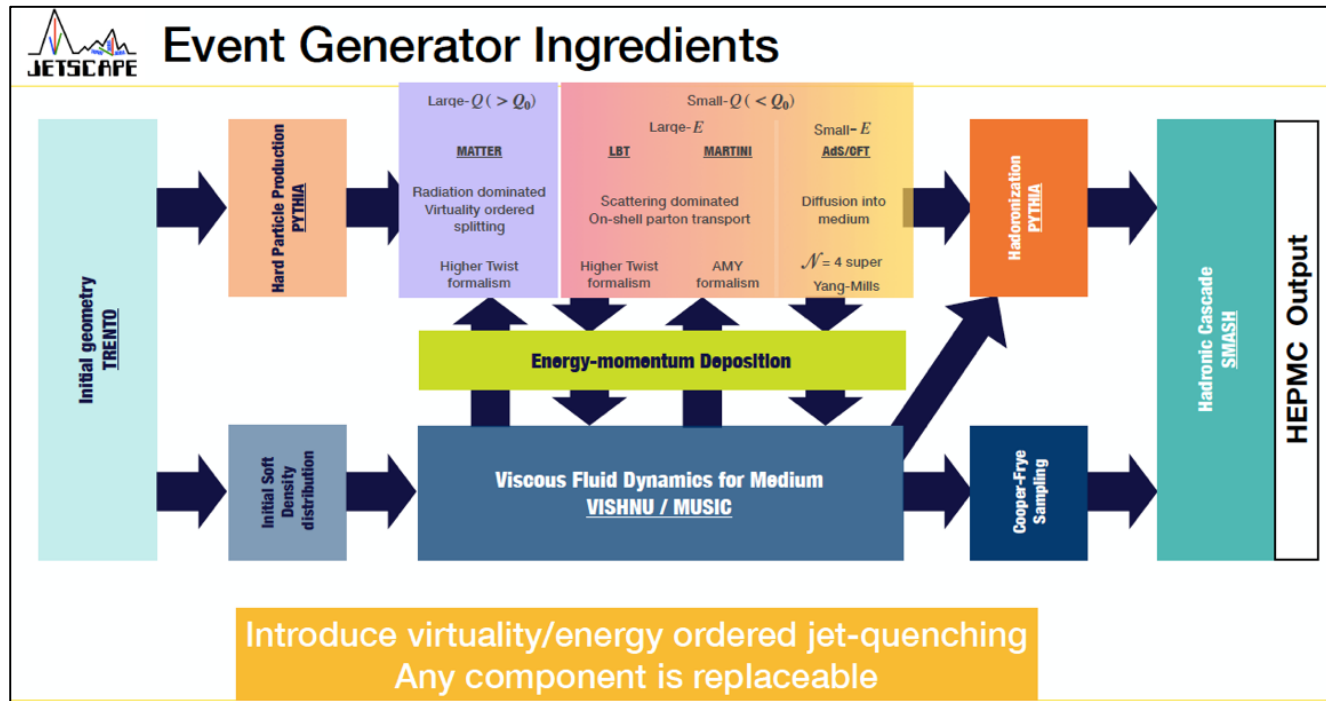 JETSCAPE
Event Generator Ingredients
Initial geometry
TRENTO
Hard Particle Production
PYTHIA
Large-Q ( > Q₀)
MATTER
Radiation dominated
Virtuality ordered
splitting
Higher Twist
formalism
Small-Q ( < Q₀)
Large-E
LBT
MARTINI
Scattering dominated
On-shell parton transport
Higher Twist
formalism
AMY
formalism
Small- E
AdS/CFT
Diffusion into
medium
𝒩 = 4 super
Yang-Mills
Hadoronization
PYTHIA
Energy-momentum Deposition
Initial Soft
Density
distribution
Viscous Fluid Dynamics for Medium
VISHNU / MUSIC
Cooper-Frye
Sampling
Hadronic Cascade
SMASH
HEPMC Output
Introduce virtuality/energy ordered jet-quenching
Any component is replaceable